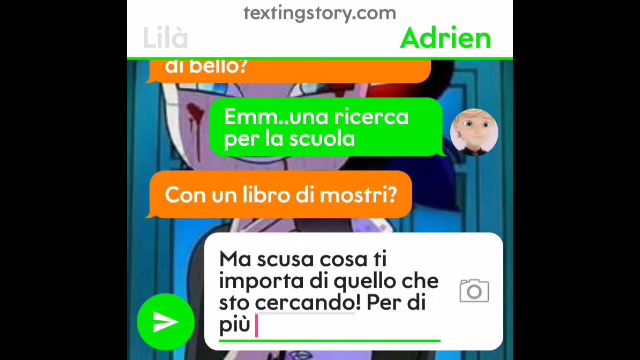 textingstory.com
Lilà
Adrien
di bello?
Emm..una ricerca
per la scuola
Con un libro di mostri?
Ma scusa cosa ti
importa di quello che
sto cercando! Per di
più